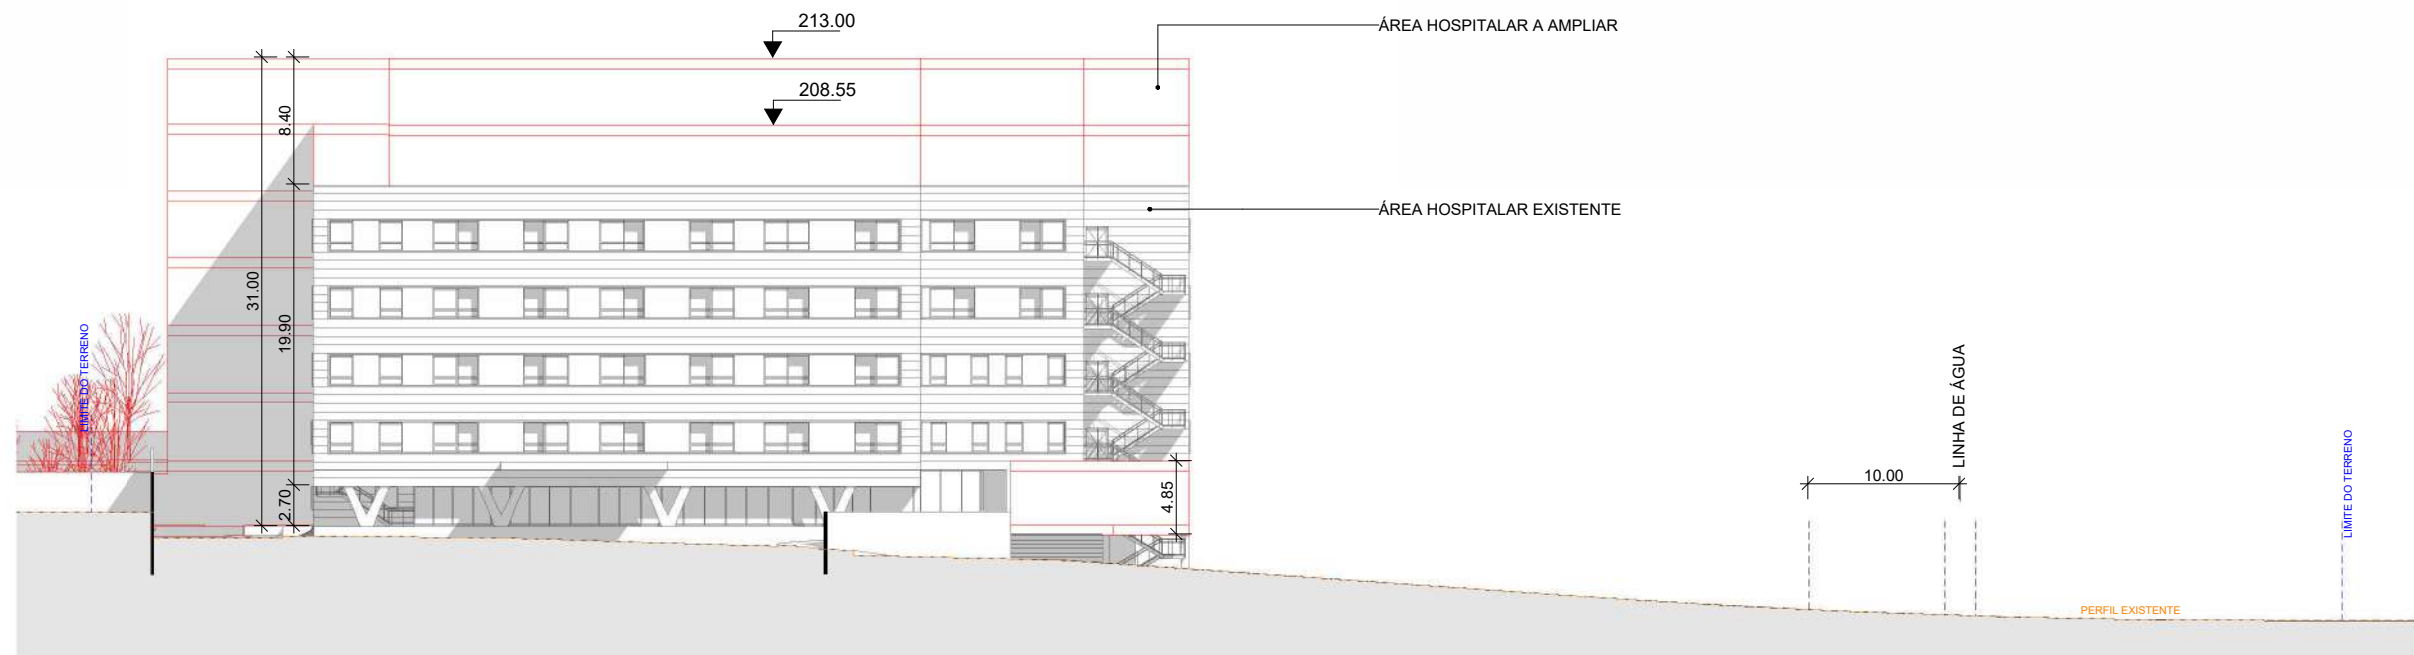 213.00
ÁREA HOSPITALAR A AMPLIAR
208.55
8.40
ÁREA HOSPITALAR EXISTENTE
31.00
19.90
LIMITE DO TERRENO
LINHA DE ÁGUA
10.00
4.85
2.70
LIMITE DO TERRENO
PERFIL EXISTENTE